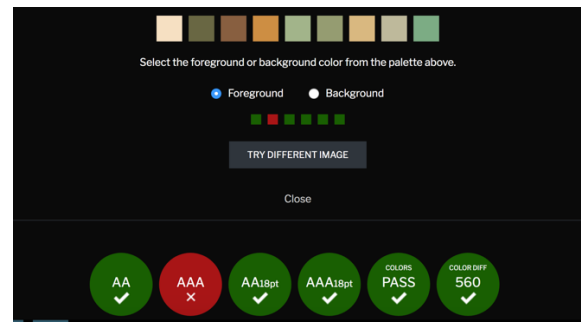 Select the foreground or background color from the palette above.
Foreground Background
TRY DIFFERENT IMAGE
Close
AA
AAA
AA18pt
AAA18pt
COLORS
PASS
COLOR DIFF
560